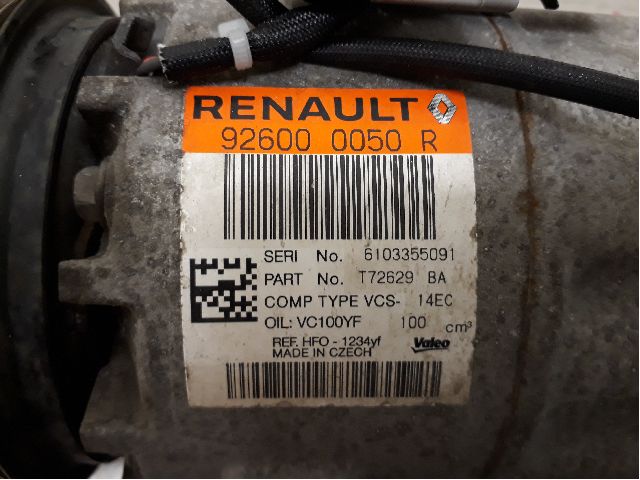 RENAULT
92600 0050 R
SERI No. 6103355091
PART No. T72629 BA
COMP TYPE VCS- 14EC
OIL: VC100YF 100 cm³
REF. HFO - 1234yf Valeo
MADE IN CZECH